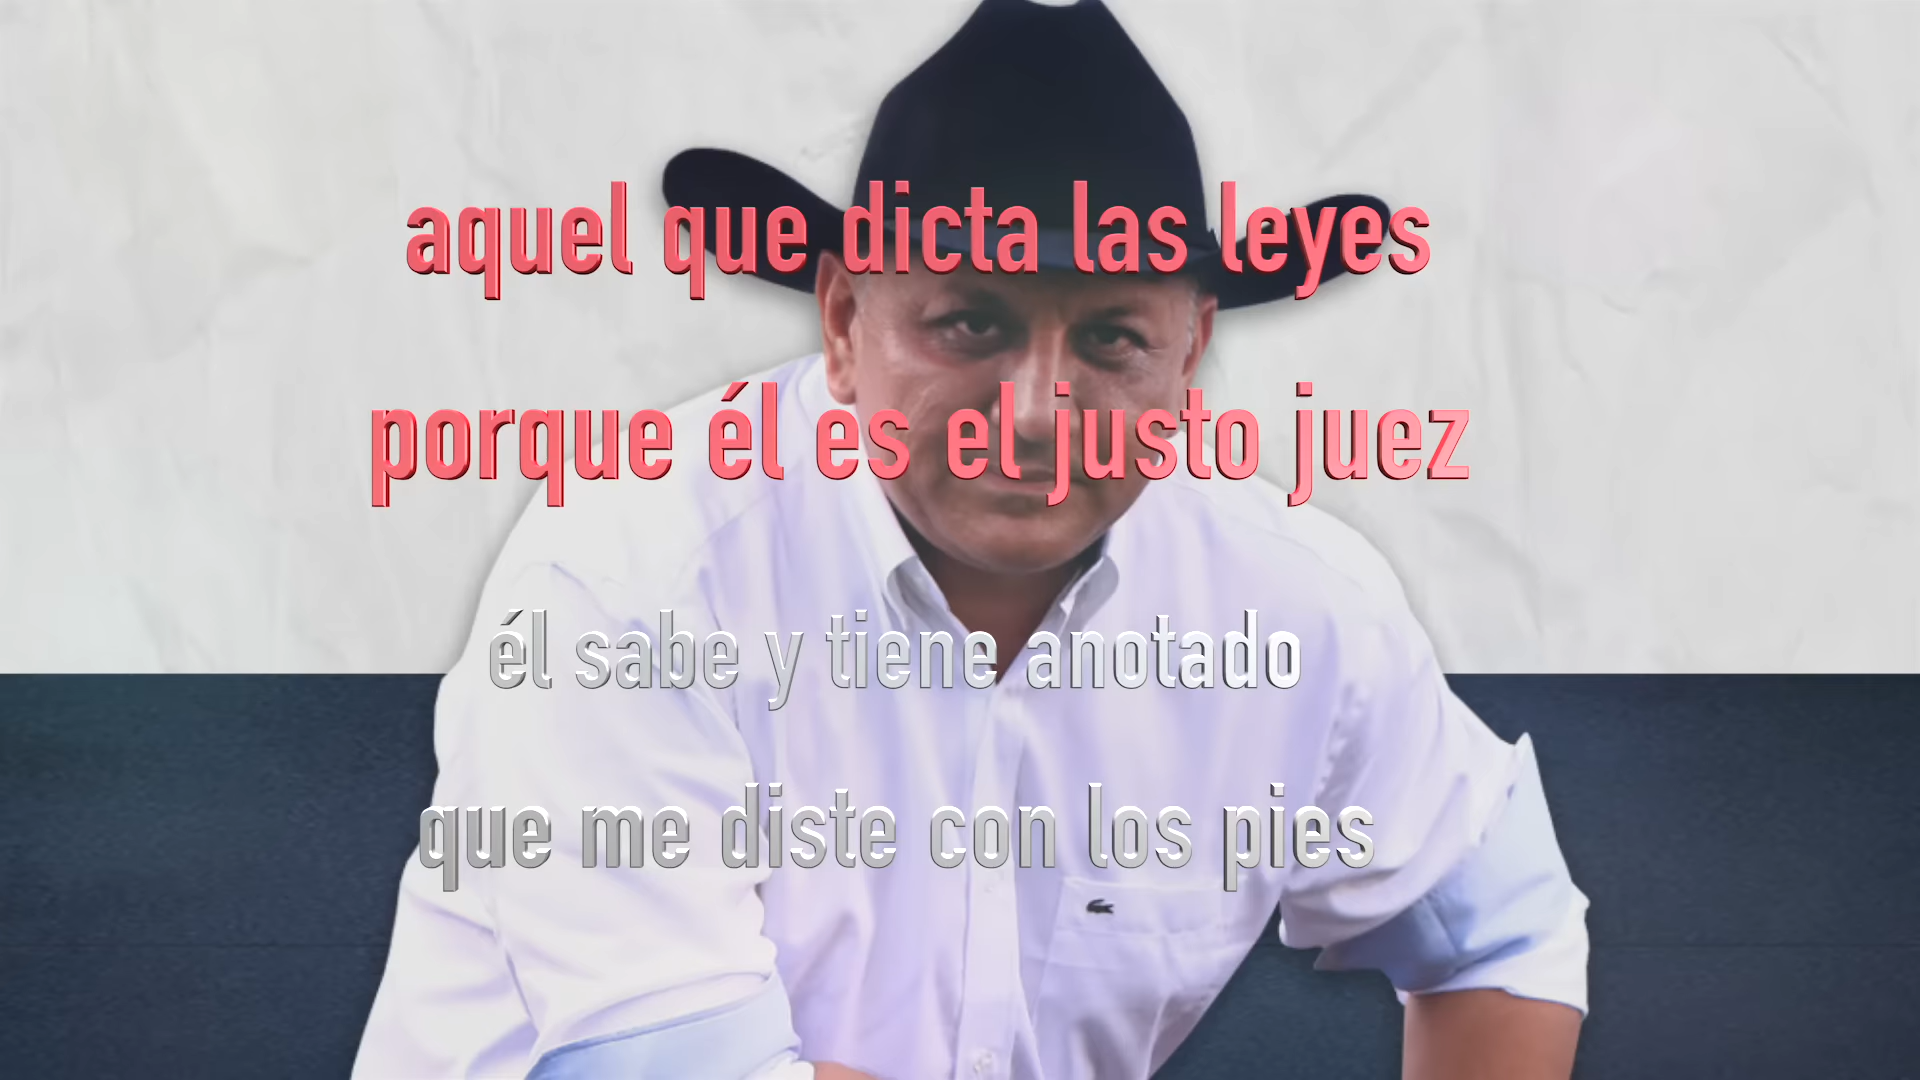 aquel que dicta las leyes
porque él es el justo juez
él sabe y tiene anotado
que me diste con los pies